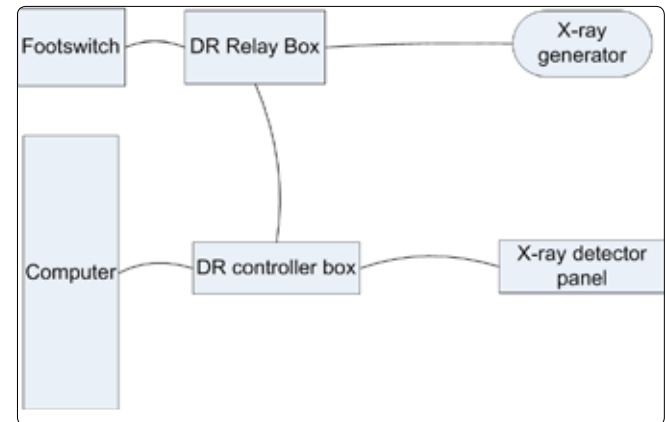 Footswitch
DR Relay Box
X-ray
generator
Computer
DR controller box
X-ray detector
panel